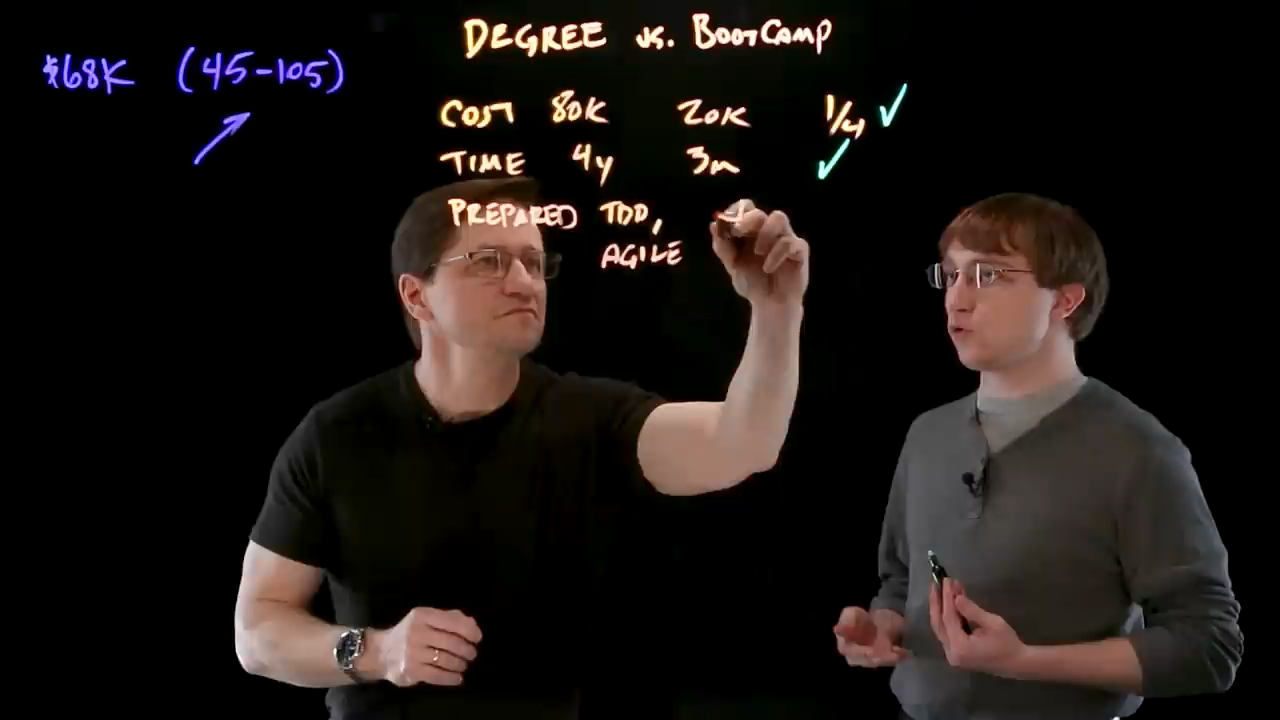 DEGREE vs. BOOTCAMP
$68K (45-105)
COST 80K 20K 1/4 ✓
TIME 4y 3m ✓
PREPARED TDD,
AGILE